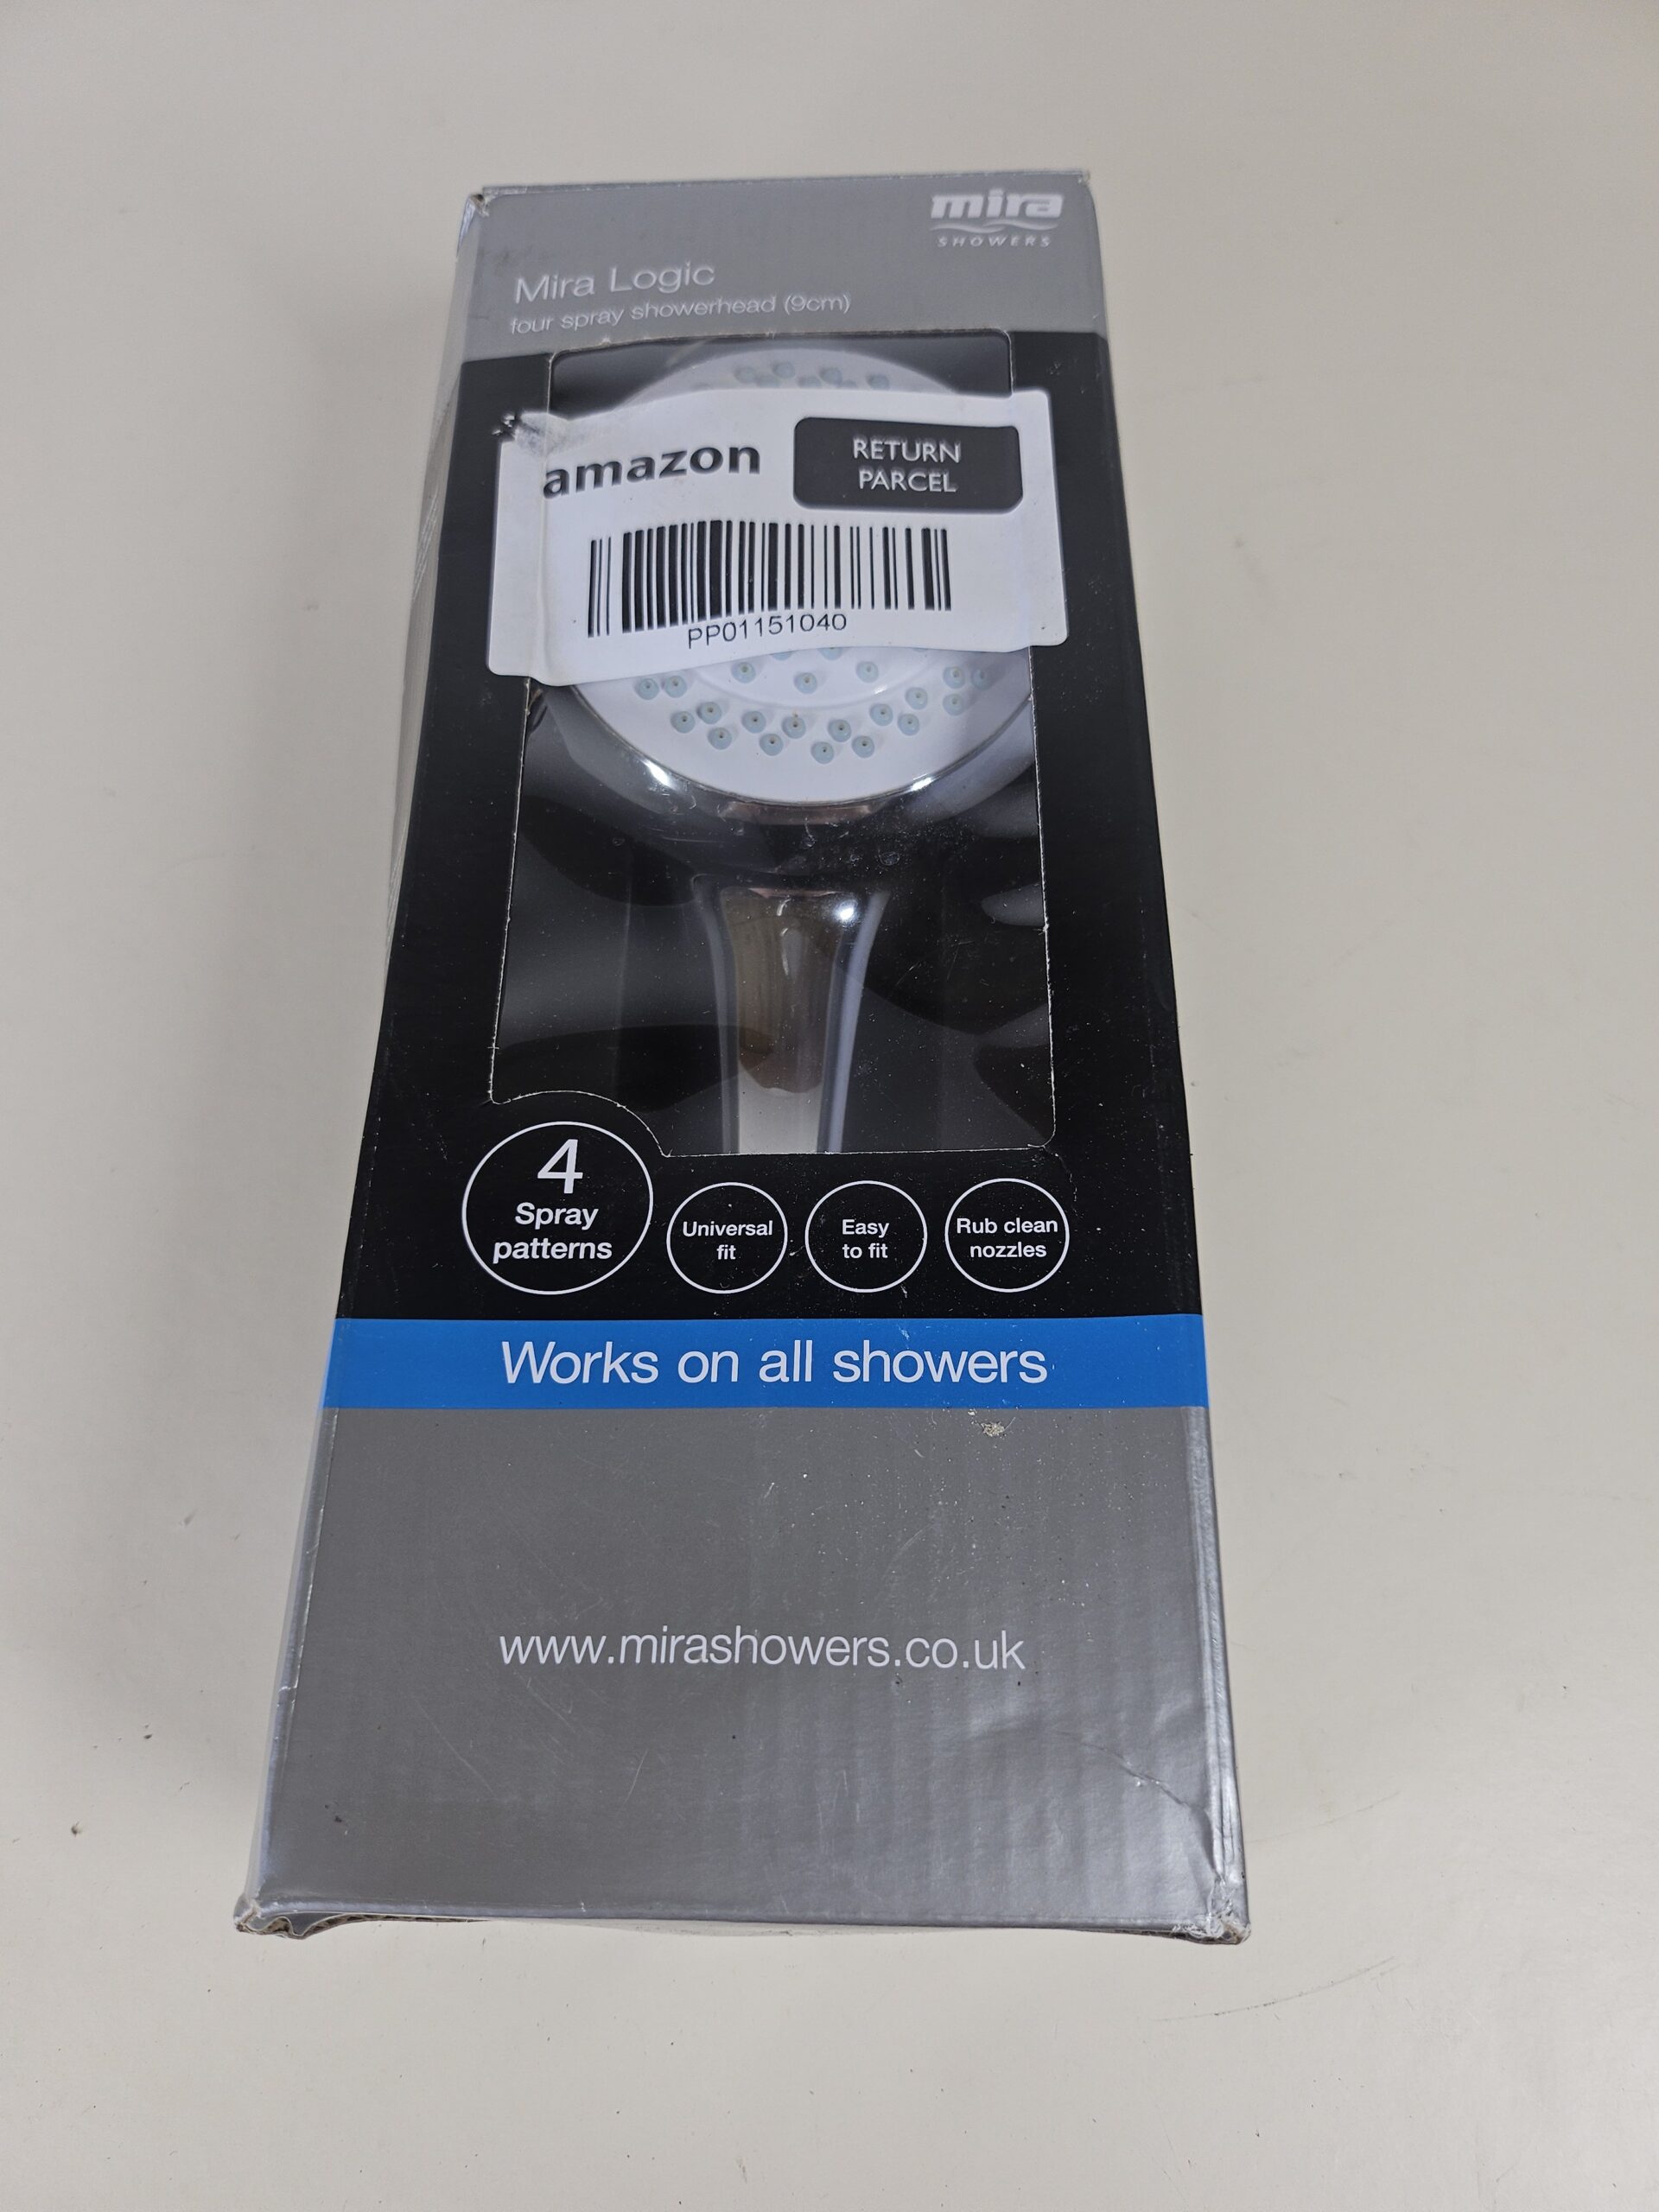 mira
SHOWERS
Mira Logic
four spray showerhead (9cm)
amazon
RETURN
PARCEL
PP01151040
4
Spray
patterns
Universal
fit
Easy
to fit
Rub clean
nozzles
Works on all showers
www.mirashowers.co.uk